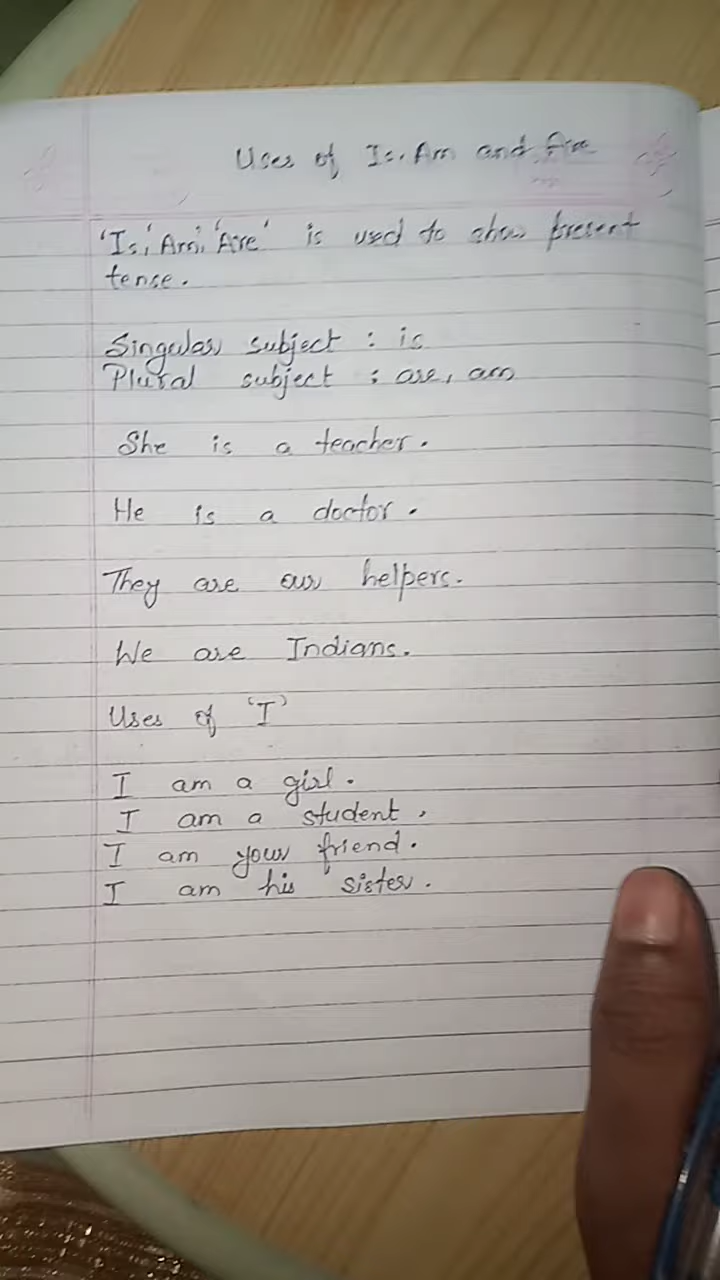 Uses of Is, Am and Are
'Is,' Am', 'Are' is used to show present
tense.
Singular subject : is
Plural subject : are, am
She is a teacher.
He is a doctor.
They are our helpers.
We are Indians.
Uses of 'I'
I am a girl.
I am a student.
I am your friend.
I am his sister.